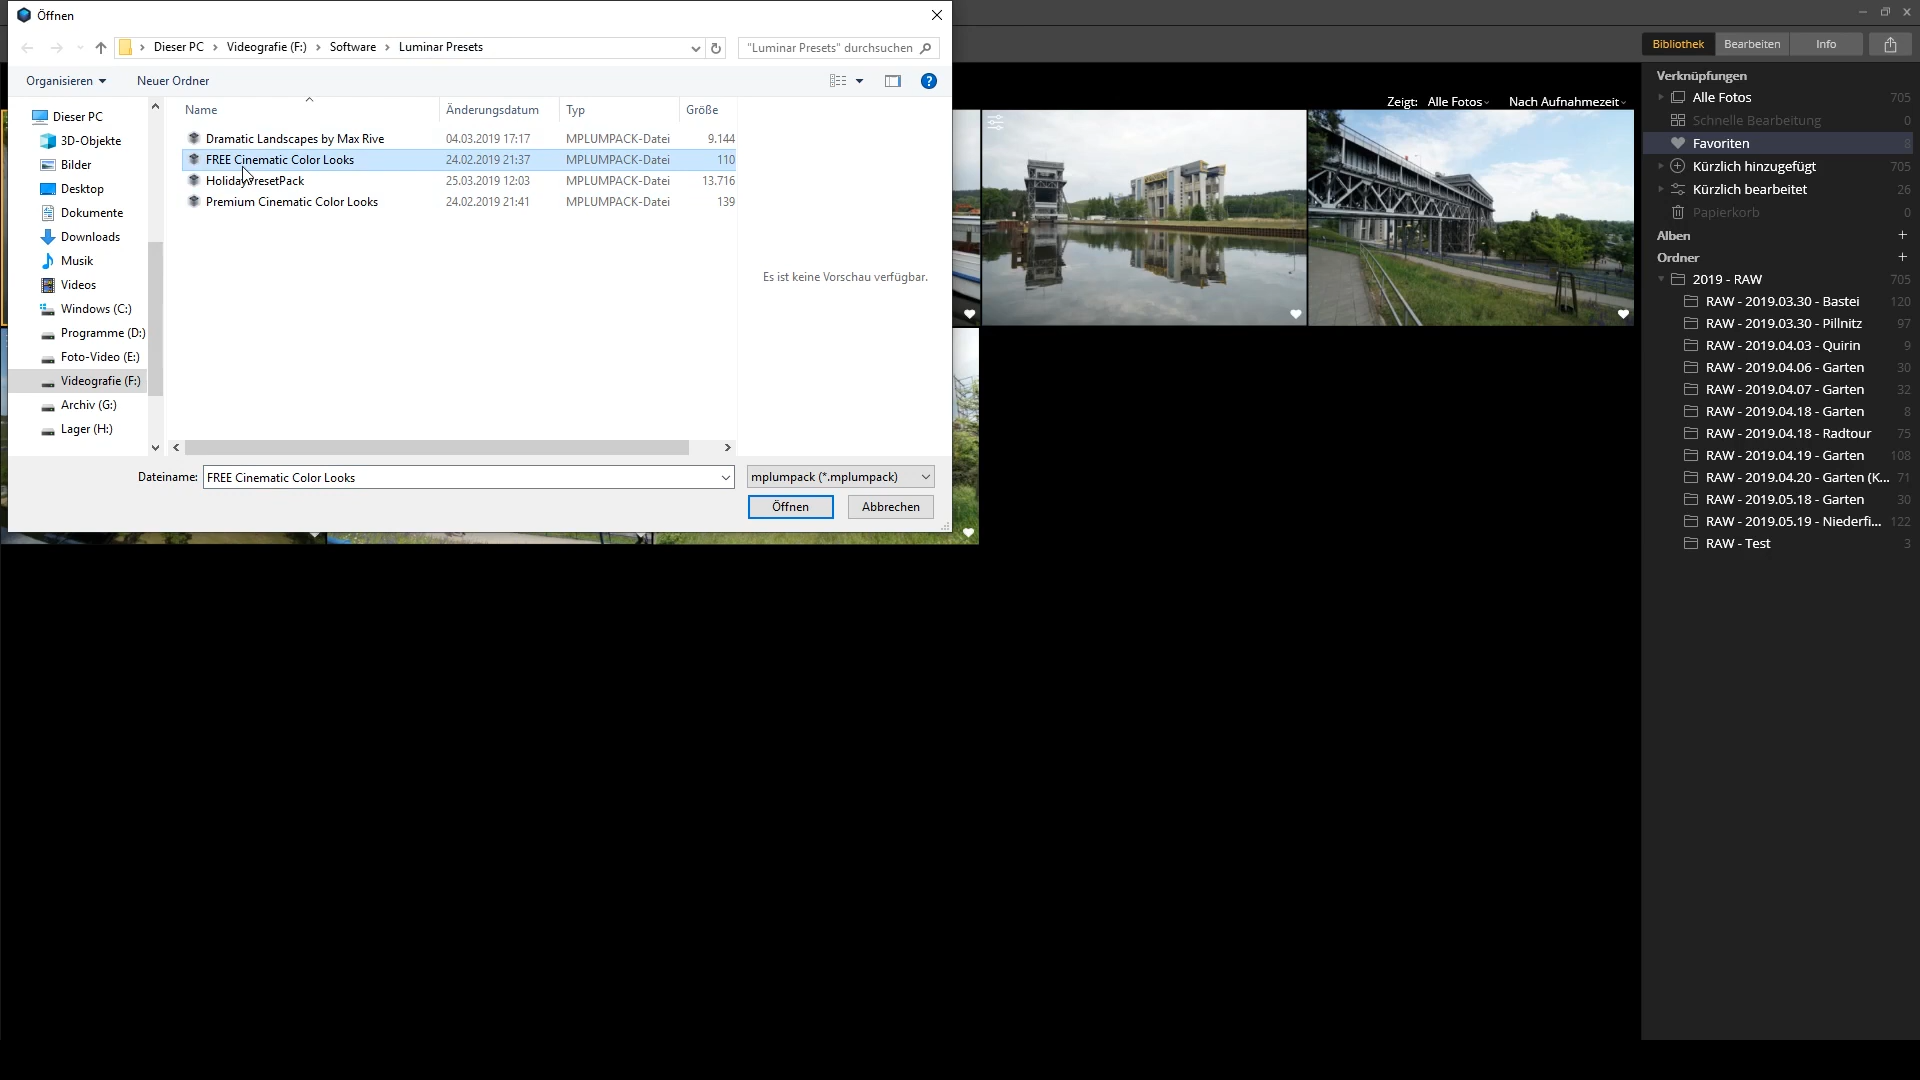 Öffnen
Dieser PC > Videografie (F:) > Software > Luminar Presets
"Luminar Presets" durchsuchen
Organisieren
Neuer Ordner
Name
Änderungsdatum
Typ
Größe
Dieser PC
3D-Objekte
Bilder
Desktop
Dokumente
Downloads
Musik
Videos
Windows (C:)
Programme (D:)
Foto-Video (E:)
Videografie (F:)
Archiv (G:)
Lager (H:)
Dramatic Landscapes by Max Rive 04.03.2019 17:17 MPLUMPACK-Datei 9.144
FREE Cinematic Color Looks 24.02.2019 21:37 MPLUMPACK-Datei 110
HolidayPresetPack 25.03.2019 12:03 MPLUMPACK-Datei 13.716
Premium Cinematic Color Looks 24.02.2019 21:41 MPLUMPACK-Datei 139
Es ist keine Vorschau verfügbar.
Dateiname: FREE Cinematic Color Looks
mplumpack (*.mplumpack)
Öffnen
Abbrechen
Zeigt: Alle Fotos Nach Aufnahmezeit
Bibliothek
Bearbeiten
Info
Verknüpfungen
Alle Fotos 705
Schnelle Bearbeitung 0
Favoriten 8
Kürzlich hinzugefügt 705
Kürzlich bearbeitet 26
Papierkorb 0
Alben +
Ordner +
2019 - RAW 705
RAW - 2019.03.30 - Bastei 120
RAW - 2019.03.30 - Pillnitz 97
RAW - 2019.04.03 - Quirin 9
RAW - 2019.04.06 - Garten 30
RAW - 2019.04.07 - Garten 32
RAW - 2019.04.18 - Garten 8
RAW - 2019.04.18 - Radtour 75
RAW - 2019.04.19 - Garten 108
RAW - 2019.04.20 - Garten (K... 71
RAW - 2019.05.18 - Garten 30
RAW - 2019.05.19 - Niederfi... 122
RAW - Test 3